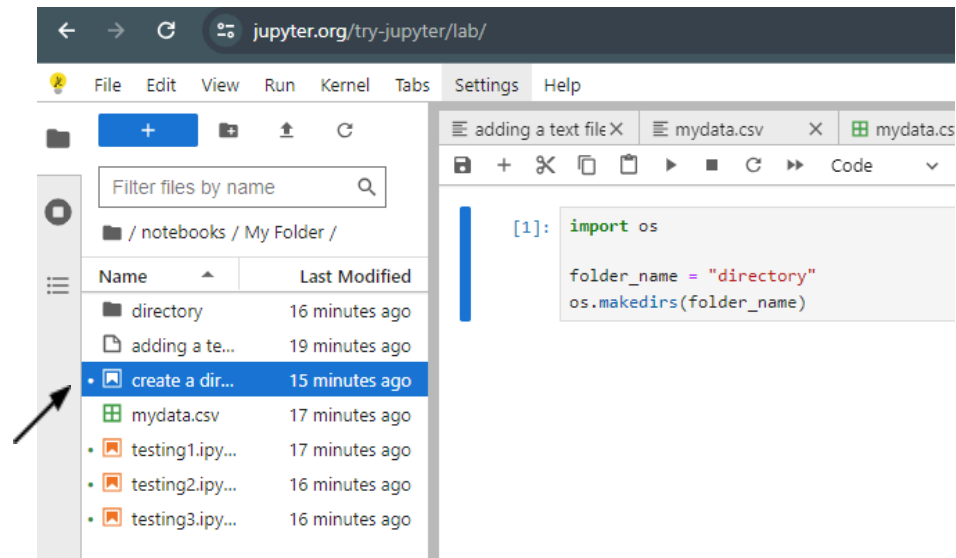 jupyter.org/try-jupyter/lab/
File Edit View Run Kernel Tabs Settings Help
adding a text file mydata.csv mydata.cs
Code
Filter files by name
/ notebooks / My Folder /
Name Last Modified
directory 16 minutes ago
adding a te... 19 minutes ago
create a dir... 15 minutes ago
mydata.csv 17 minutes ago
testing1.ipy... 17 minutes ago
testing2.ipy... 16 minutes ago
testing3.ipy... 16 minutes ago
[1]: import os
folder_name = "directory"
os.makedirs(folder_name)